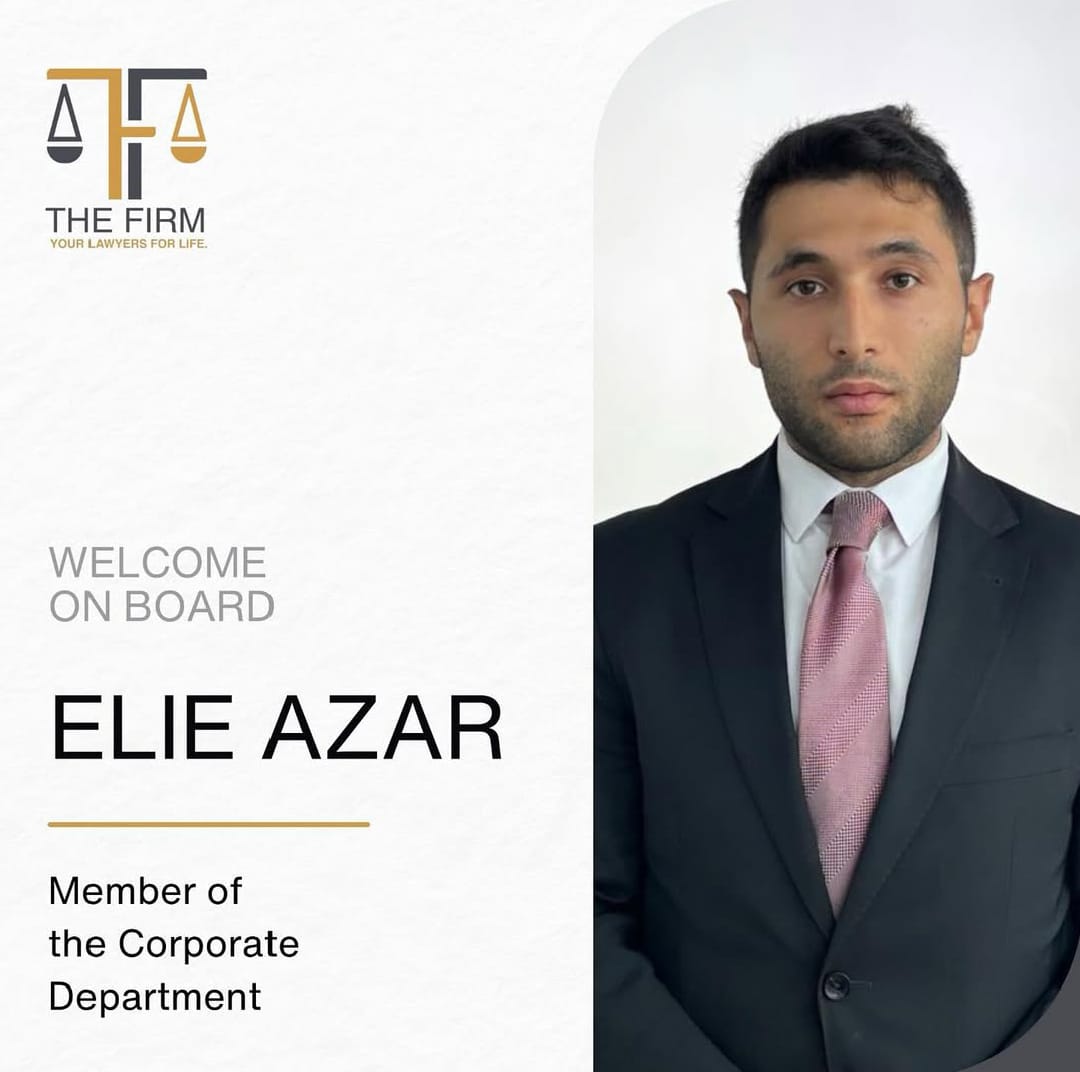 THE FIRM
YOUR LAWYERS FOR LIFE.
WELCOME
ON BOARD
ELIE AZAR
Member of
the Corporate
Department